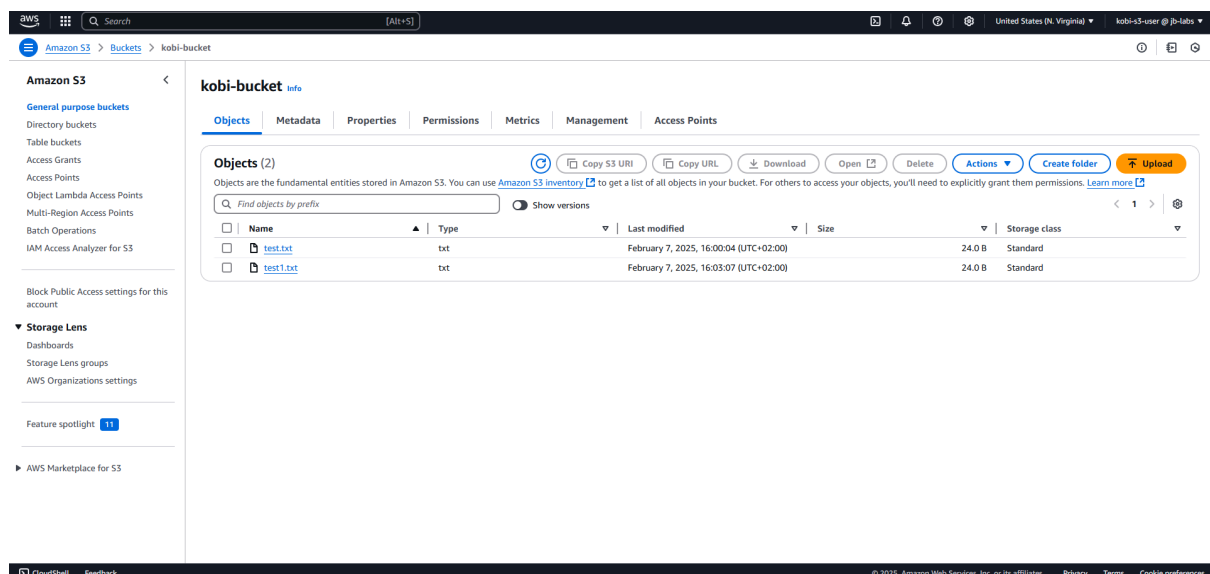 aws
Search [Alt+S]
United States (N. Virginia) ▼ kobi-s3-user @ jb-labs ▼
Amazon S3 > Buckets > kobi-bucket
Amazon S3
General purpose buckets
Directory buckets
Table buckets
Access Grants
Access Points
Object Lambda Access Points
Multi-Region Access Points
Batch Operations
IAM Access Analyzer for S3
Block Public Access settings for this
account
Storage Lens
Dashboards
Storage Lens groups
AWS Organizations settings
Feature spotlight 11
AWS Marketplace for S3
kobi-bucket Info
Objects Metadata Properties Permissions Metrics Management Access Points
Objects (2)
Copy S3 URI Copy URL Download Open Delete Actions ▼ Create folder Upload
Objects are the fundamental entities stored in Amazon S3. You can use Amazon S3 inventory to get a list of all objects in your bucket. For others to access your objects, you'll need to explicitly grant them permissions. Learn more
Find objects by prefix Show versions < 1 >
Name Type Last modified Size Storage class
test.txt txt February 7, 2025, 16:00:04 (UTC+02:00) 24.0 B Standard
test1.txt txt February 7, 2025, 16:03:07 (UTC+02:00) 24.0 B Standard
CloudShell Feedback © 2025, Amazon Web Services, Inc. or its affiliates. Privacy Terms Cookie preferences